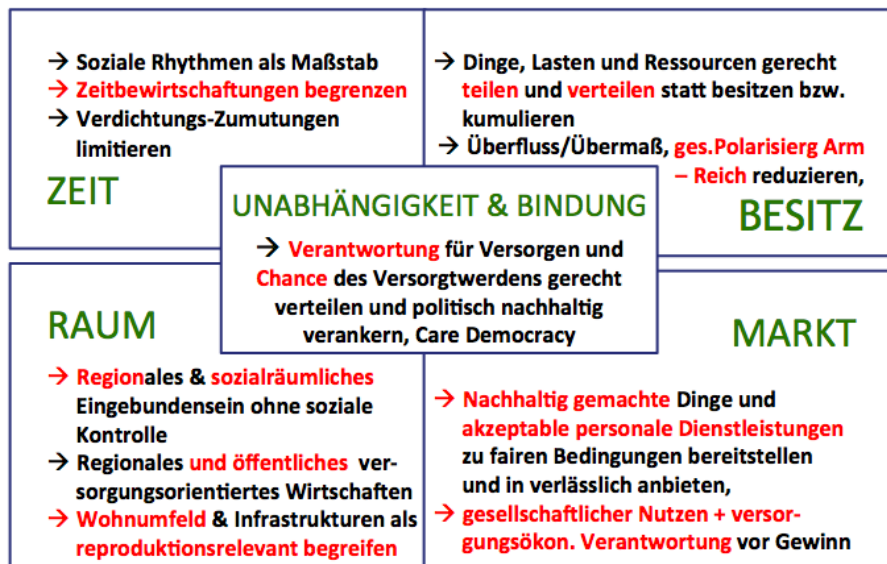 → Soziale Rhythmen als Maßstab
→ Zeitbewirtschaftungen begrenzen
→ Verdichtungs-Zumutungen
limitieren
ZEIT
→ Dinge, Lasten und Ressourcen gerecht
teilen und verteilen statt besitzen bzw.
kumulieren
→ Überfluss/Übermaß, ges.Polarisierg Arm
– Reich reduzieren,
BESITZ
UNABHÄNGIGKEIT & BINDUNG
→ Verantwortung für Versorgen und
Chance des Versorgtwerdens gerecht
verteilen und politisch nachhaltig
verankern, Care Democracy
RAUM
→ Regionales & sozialräumliches
Eingebundensein ohne soziale
Kontrolle
→ Regionales und öffentliches ver-
sorgungsorientiertes Wirtschaften
→ Wohnumfeld & Infrastrukturen als
reproduktionsrelevant begreifen
MARKT
→ Nachhaltig gemachte Dinge und
akzeptable personale Dienstleistungen
zu fairen Bedingungen bereitstellen
und in verlässlich anbieten,
→ gesellschaftlicher Nutzen + versor-
gungsökon. Verantwortung vor Gewinn